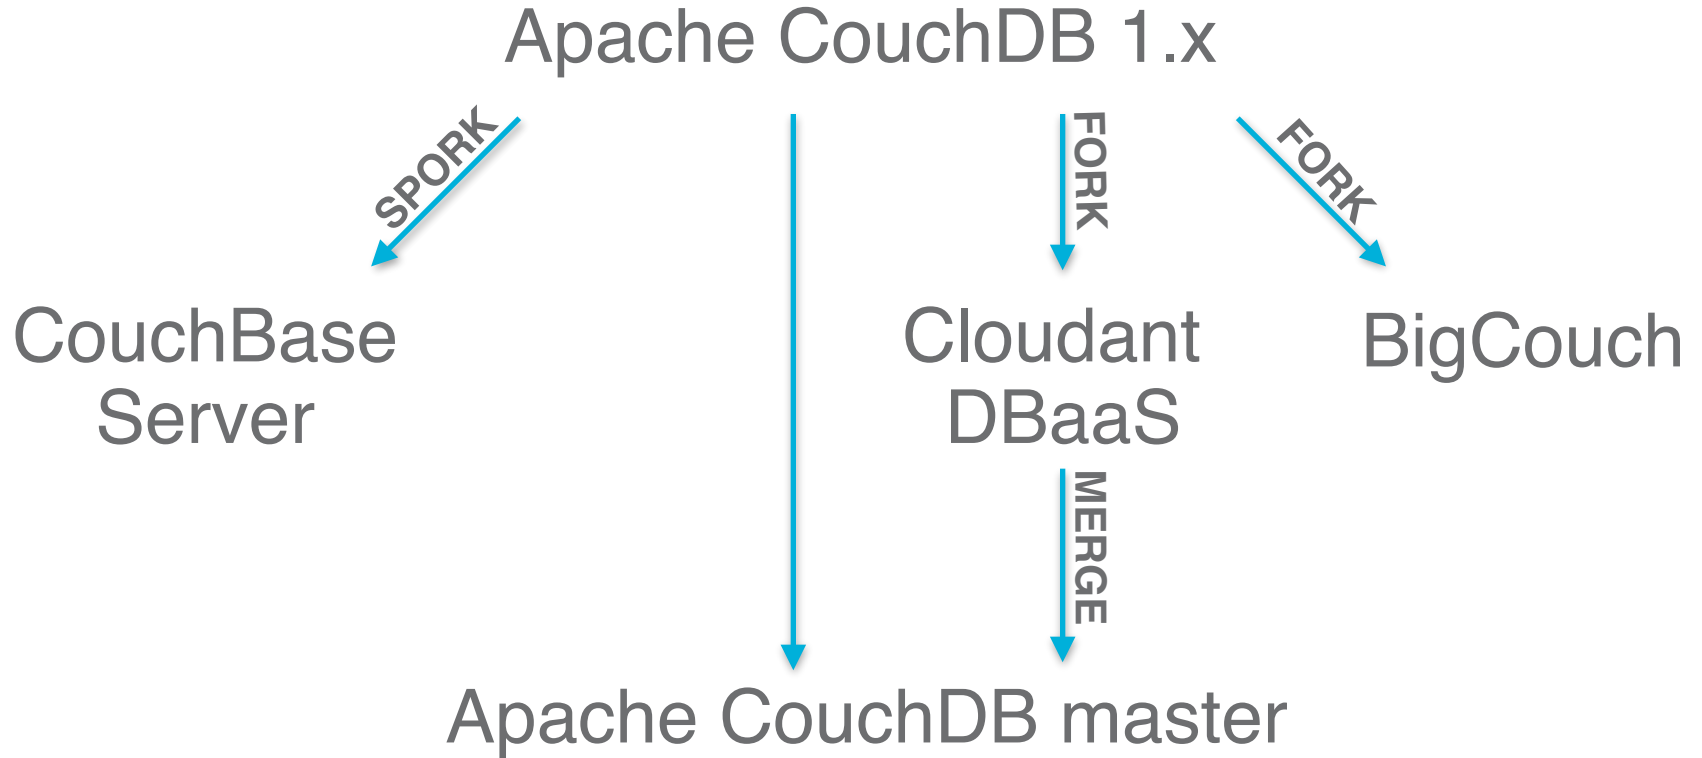 Apache CouchDB 1.x
SPORK
FORK
FORK
CouchBase
Server
Cloudant
DBaaS
BigCouch
MERGE
Apache CouchDB master